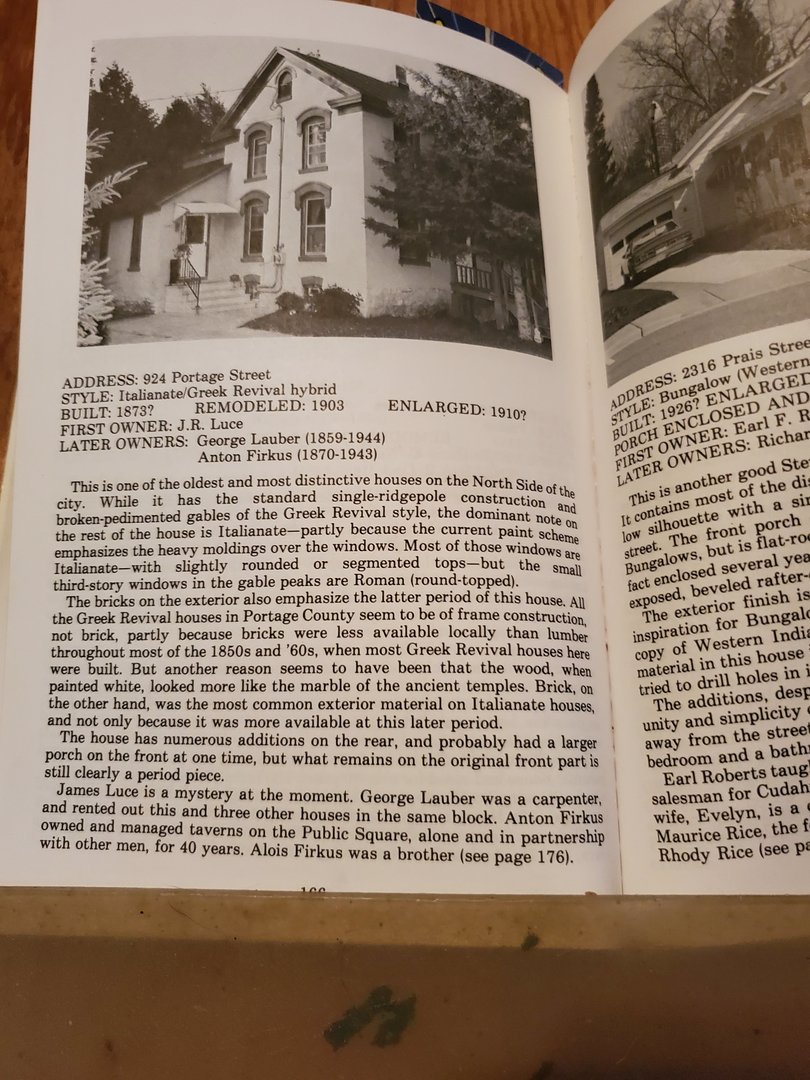 ADDRESS: 924 Portage Street
STYLE: Italianate/Greek Revival hybrid
BUILT: 1873? REMODELED: 1903 ENLARGED: 1910?
FIRST OWNER: J.R. Luce
LATER OWNERS: George Lauber (1859-1944)
Anton Firkus (1870-1943)
This is one of the oldest and most distinctive houses on the North Side of the
city. While it has the standard single-ridgepole construction and
broken-pedimented gables of the Greek Revival style, the dominant note on
the rest of the house is Italianate—partly because the current paint scheme
emphasizes the heavy moldings over the windows. Most of those windows are
Italianate—with slightly rounded or segmented tops—but the small
third-story windows in the gable peaks are Roman (round-topped).
The bricks on the exterior also emphasize the latter period of this house. All
the Greek Revival houses in Portage County seem to be of frame construction,
not brick, partly because bricks were less available locally than lumber
throughout most of the 1850s and '60s, when most Greek Revival houses here
were built. But another reason seems to have been that the wood, when
painted white, looked more like the marble of the ancient temples. Brick, on
the other hand, was the most common exterior material on Italianate houses,
and not only because it was more available at this later period.
The house has numerous additions on the rear, and probably had a larger
porch on the front at one time, but what remains on the original front part is
still clearly a period piece.
James Luce is a mystery at the moment. George Lauber was a carpenter,
and rented out this and three other houses in the same block. Anton Firkus
owned and managed taverns on the Public Square, alone and in partnership
with other men, for 40 years. Alois Firkus was a brother (see page 176).
ADDRESS: 2316 Prais Stree
STYLE: Bungalow (Western
BUILT: 1926? ENLARGED
PORCH ENCLOSED AND
FIRST OWNER: Earl F. R
LATER OWNERS: Richar
This is another good Ste
It contains most of the dis
low silhouette with a sin
street. The front porch
Bungalows, but is flat-roo
fact enclosed several yea
exposed, beveled rafter-
The exterior finish is
inspiration for Bungalo
copy of Western India
material in this house
tried to drill holes in i
The additions, desp
unity and simplicity
away from the street
bedroom and a bath
Earl Roberts taug
salesman for Cudah
wife, Evelyn, is a
Maurice Rice, the f
Rhody Rice (see pa